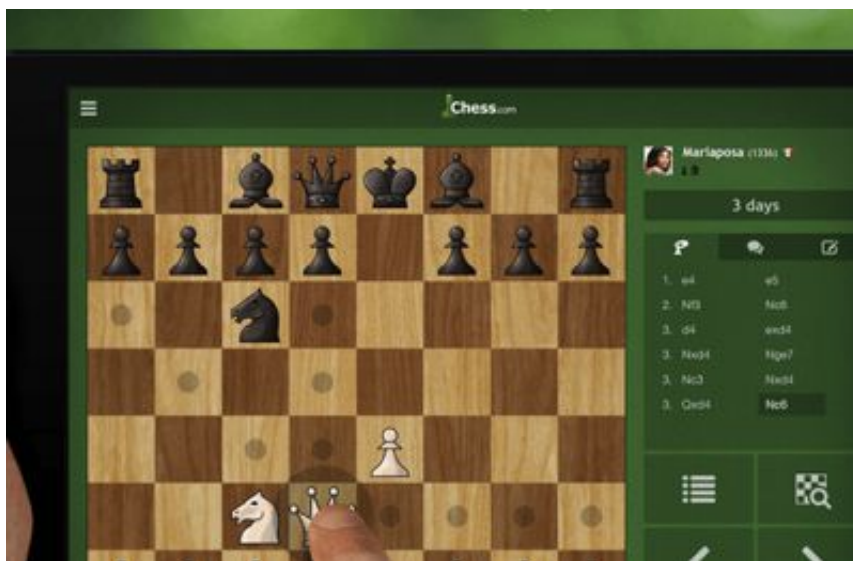 Chess.com
Mariaposa (1336)
3 days
1. e4 e5
2. Nf3 Nc6
3. d4 exd4
3. Nxd4 Nge7
3. Nc3 Nxd4
3. Qxd4 Nc6